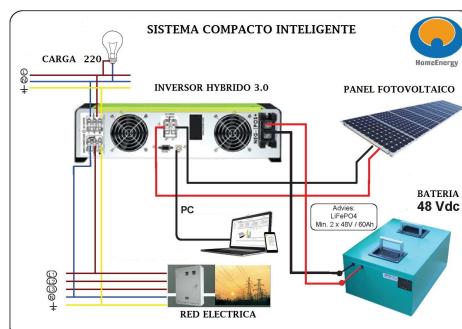 SISTEMA COMPACTO INTELIGENTE
HomeEnergy
CARGA 220
INVERSOR HYBRIDO 3.0
PANEL FOTOVOLTAICO
PC
Advies:
LiFePO4
Min. 2 x 48V / 60Ah
BATERIA
48 Vdc
RED ELECTRICA